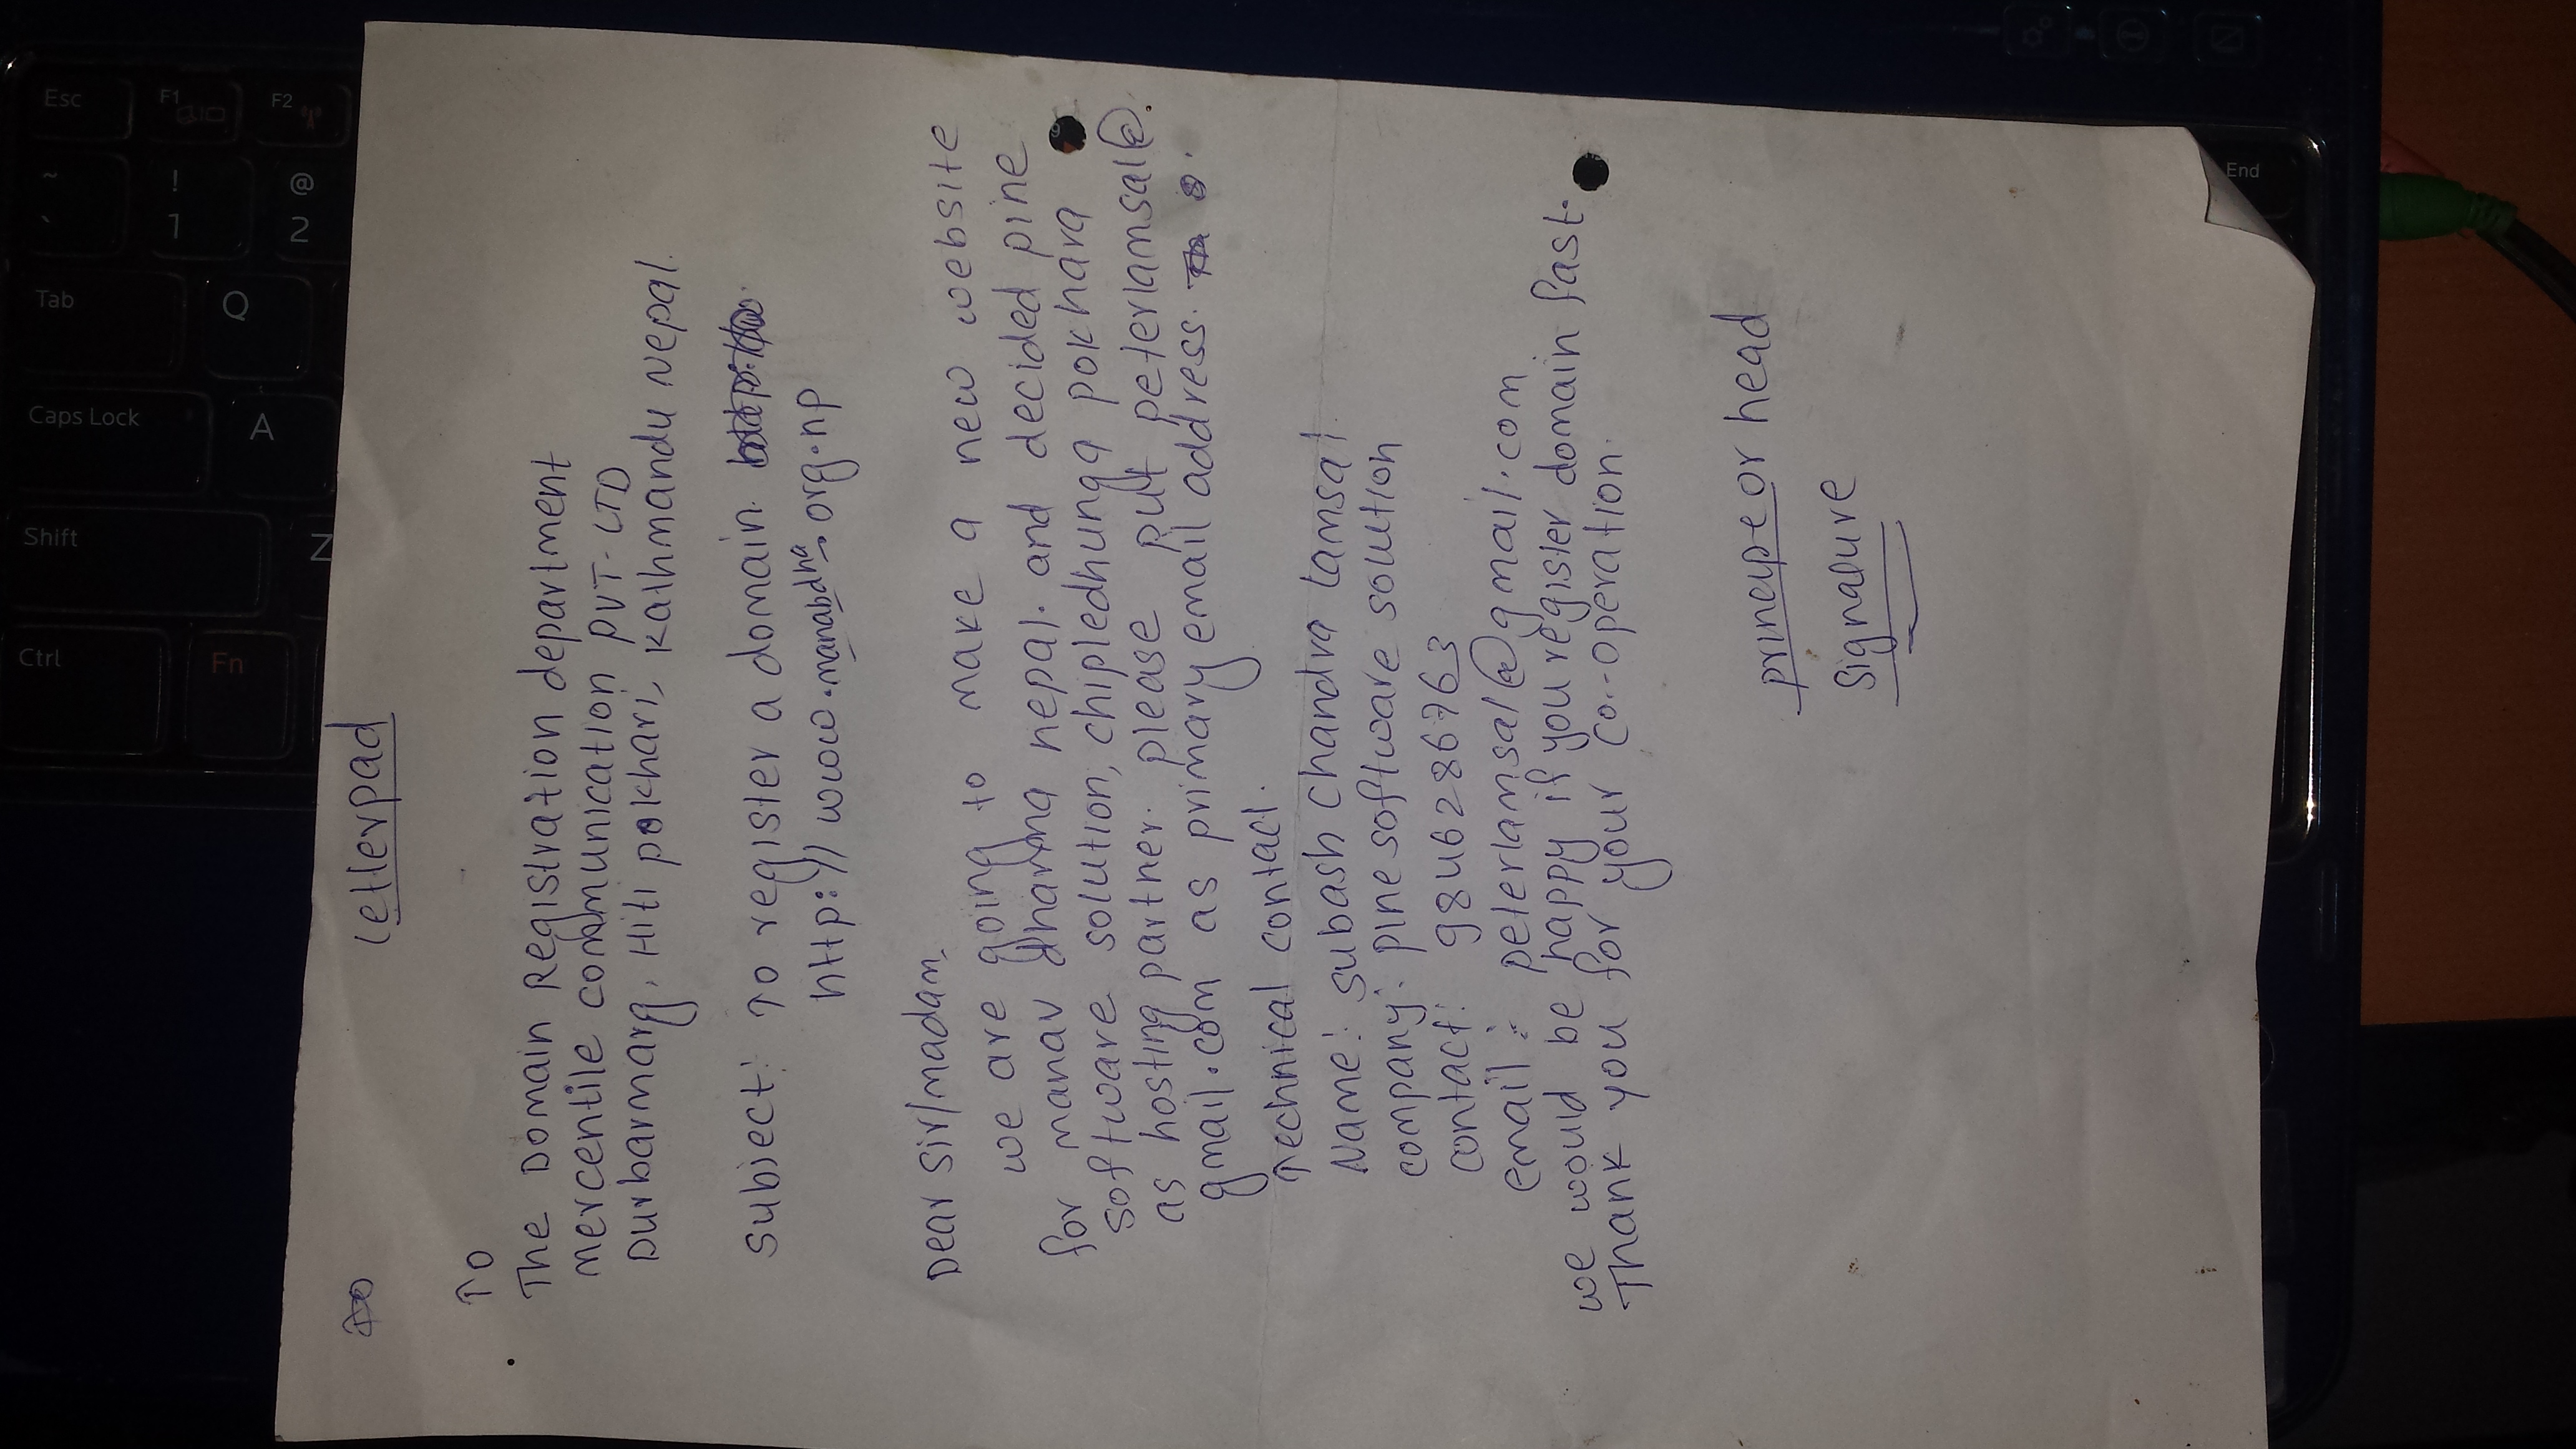 Esc
F1
F2
~
`
!
1
@
2
Tab
Q
Caps Lock
A
Shift
Z
Ctrl
Fn
Letterpad
To
The Domain Registration department
mercentile communication PVT. LTD
Durbarmarg, Hiti pokhari, Kathmandu Nepal.
Subject: To register a domain.
http://www.manabdha.org.np
Dear Sir/madam,
we are going to make a new website
for manav dharma nepal. and decided pine
software solution, chipledhunga pokhara
as hosting partner. please put peterlamsal@
gmail.com as primary email address.
Technical contact.
Name: subash Chandra Lamsal.
company: pine software solution
contact: 9846286763
email: peterlamsal@gmail.com
we would be happy if you register domain fast.
Thank you for your co-operation.
principe or head
Signature
End